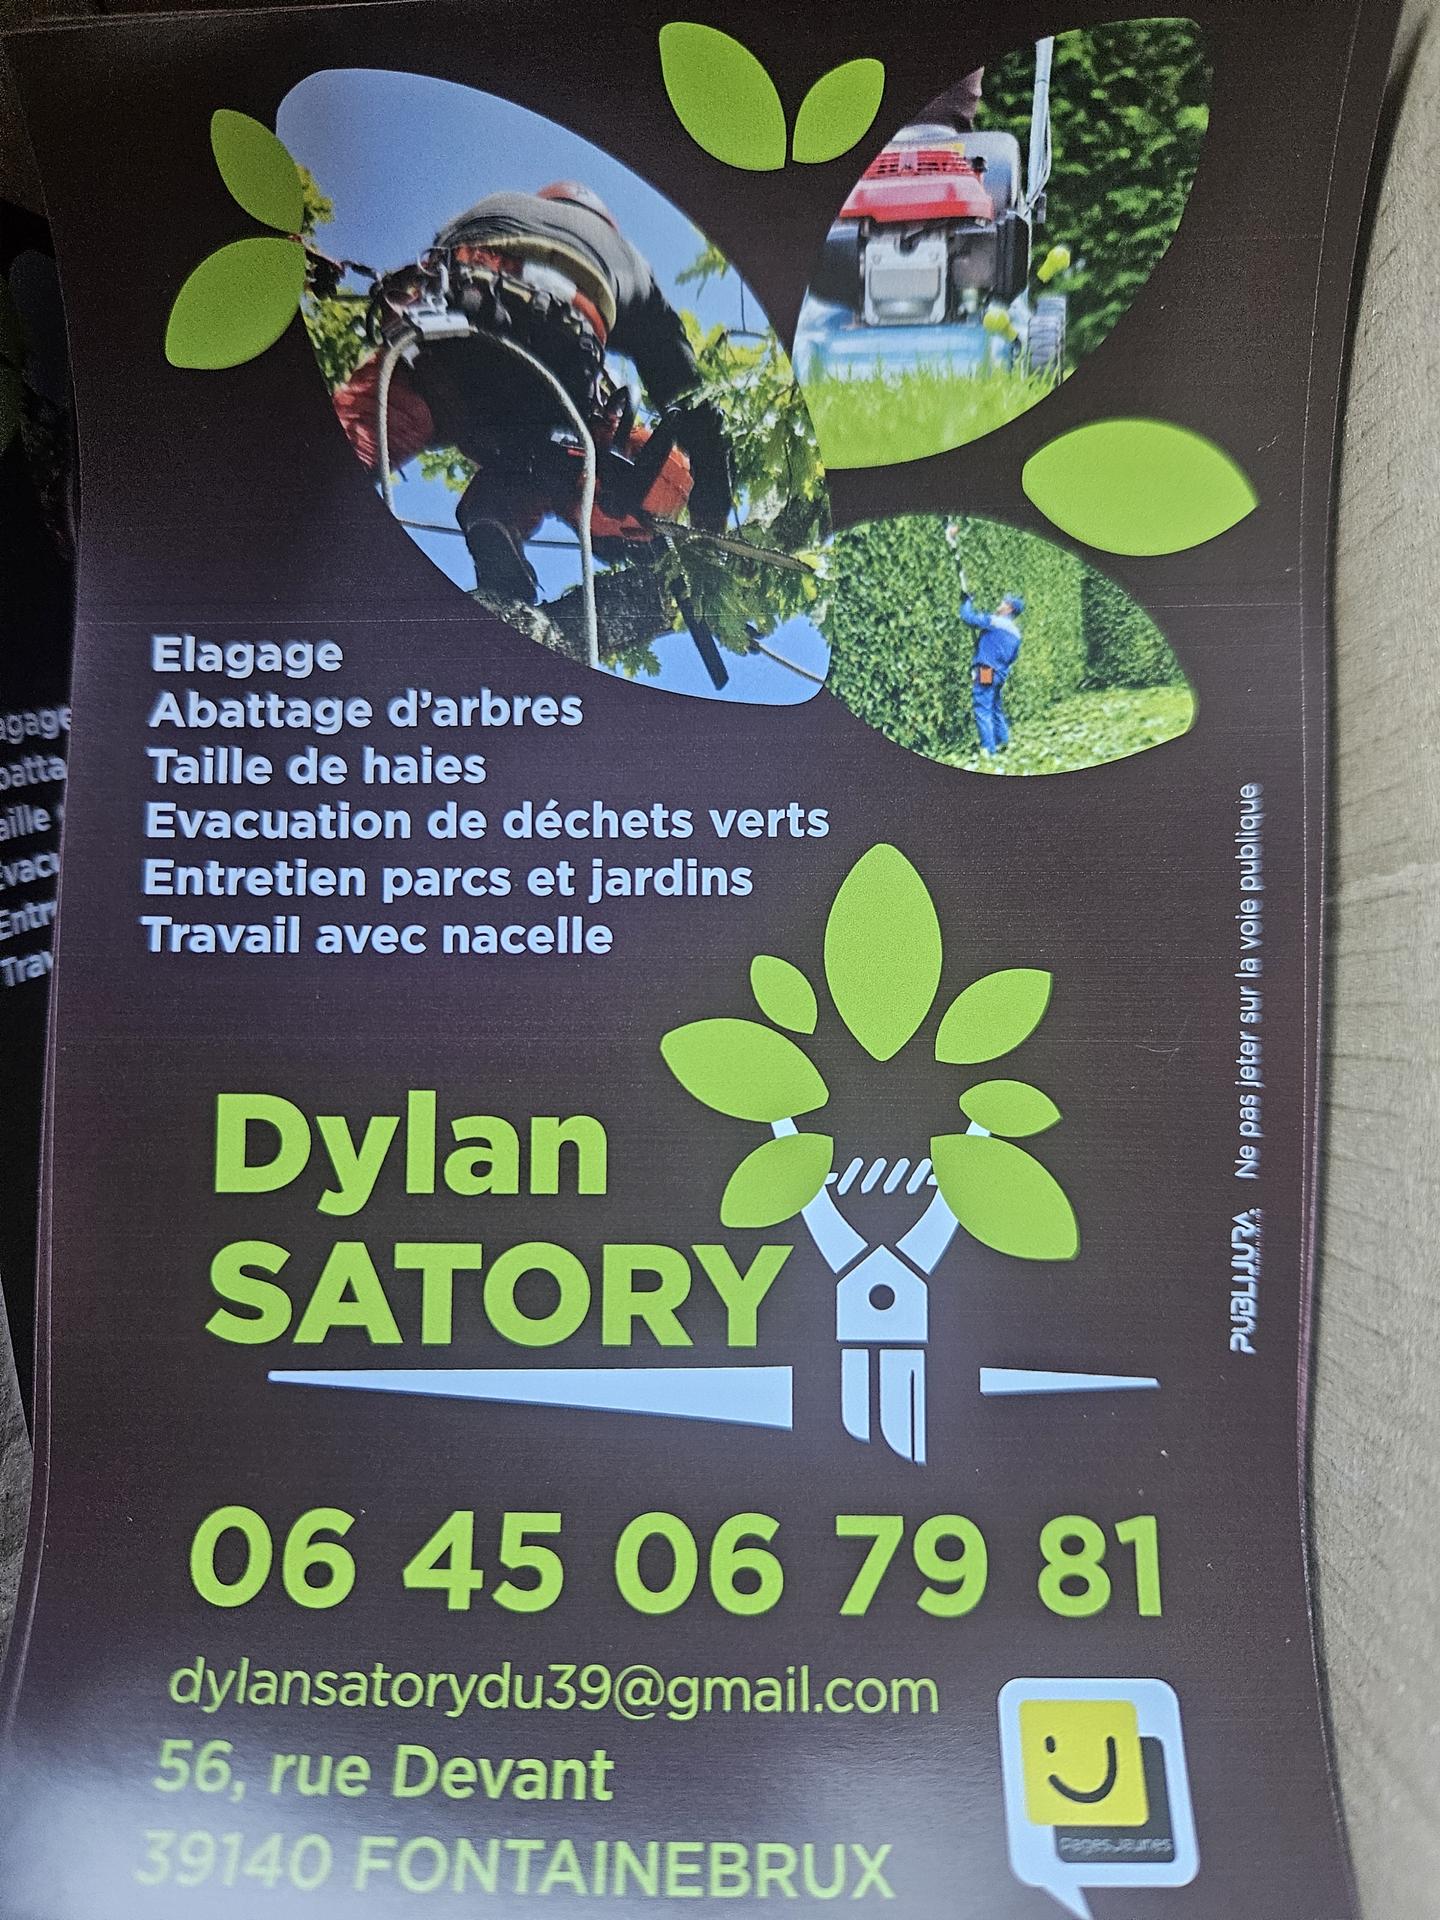 Elagage
Abattage d'arbres
Taille de haies
Evacuation de déchets verts
Entretien parcs et jardins
Travail avec nacelle
Dylan
SATORY
06 45 06 79 81
dylansatorydu39@gmail.com
56, rue Devant
39140 FONTAINEBRUX
PagesJaunes
PUBLIJURA Ne pas jeter sur la voie publique